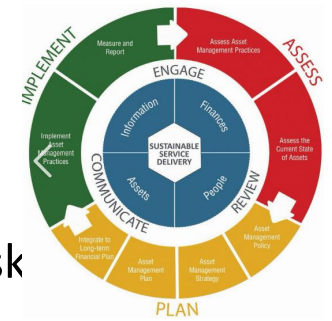 IMPLEMENT
ASSESS
PLAN
Measure and
Report
Assess Asset
Management Practices
Assess the
Current State
of Assets
Asset
Management
Policy
Asset
Management
Strategy
Asset
Management
Plan
Integrate to
Long-term
Financial Plan
Implement
Asset
Management
Practices
ENGAGE
REVIEW
COMMUNICATE
Information
Finances
People
Assets
SUSTAINABLE
SERVICE
DELIVERY
sk